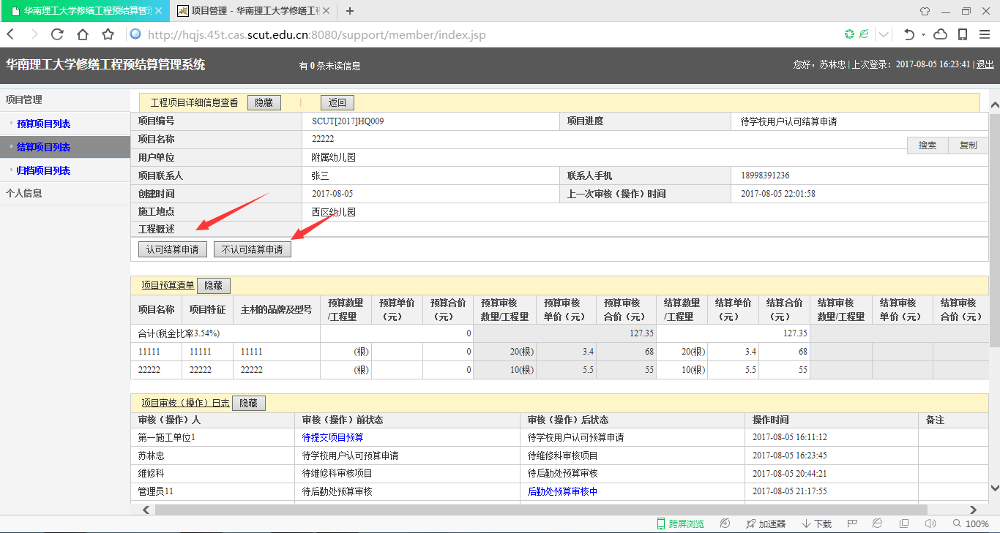 华南理工大学修缮工程预结算管理
项目管理 - 华南理工大学修缮工程
http://hqjs.45t.cas.scut.edu.cn:8080/support/member/index.jsp
华南理工大学修缮工程预结算管理系统 有 0 条未读信息 您好，苏林忠 | 上次登录：2017-08-05 16:23:41 | 退出
项目管理
预算项目列表
结算项目列表
归档项目列表
个人信息
工程项目详细信息查看 隐藏 | 返回
项目编号 SCUT[2017]HQ009 项目进度 待学校用户认可结算申请
项目名称 22222
搜索 复制
用户单位 附属幼儿园
项目联系人 张三 联系人手机 18998391236
创建时间 2017-08-05 上一次审核（操作）时间 2017-08-05 22:01:58
施工地点 西区幼儿园
工程概述
认可结算申请 不认可结算申请
项目预算清单 隐藏
项目名称 项目特征 主材的品牌及型号 预算数量/工程量 预算单价（元） 预算合价（元） 预算审核数量/工程量 预算审核单价（元） 预算审核合价（元） 结算数量/工程量 结算单价（元） 结算合价（元） 结算审核数量/工程量 结算审核单价（元） 结算审核合价（元）
合计(税金比率3.54%) 0 127.35 127.35
11111 11111 11111 (根) 0 20(根) 3.4 68 20(根) 3.4 68
22222 22222 22222 (根) 0 10(根) 5.5 55 10(根) 5.5 55
项目审核（操作）日志 隐藏
审核（操作）人 审核（操作）前状态 审核（操作）后状态 操作时间 备注
第一施工单位1 待提交项目预算 待学校用户认可预算申请 2017-08-05 16:11:12
苏林忠 待学校用户认可预算申请 待维修科审核项目 2017-08-05 16:23:45
维修科 待维修科审核项目 待后勤处预算审核 2017-08-05 20:44:21
管理员11 待后勤处预算审核 后勤处预算审核中 2017-08-05 21:17:55
跨屏浏览 加速器 下载 100%